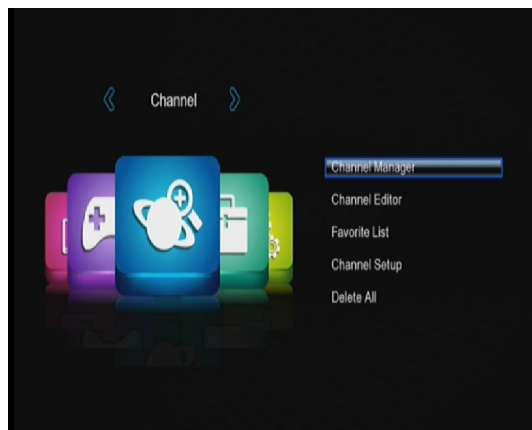 Channel
Channel Manager
Channel Editor
Favorite List
Channel Setup
Delete All